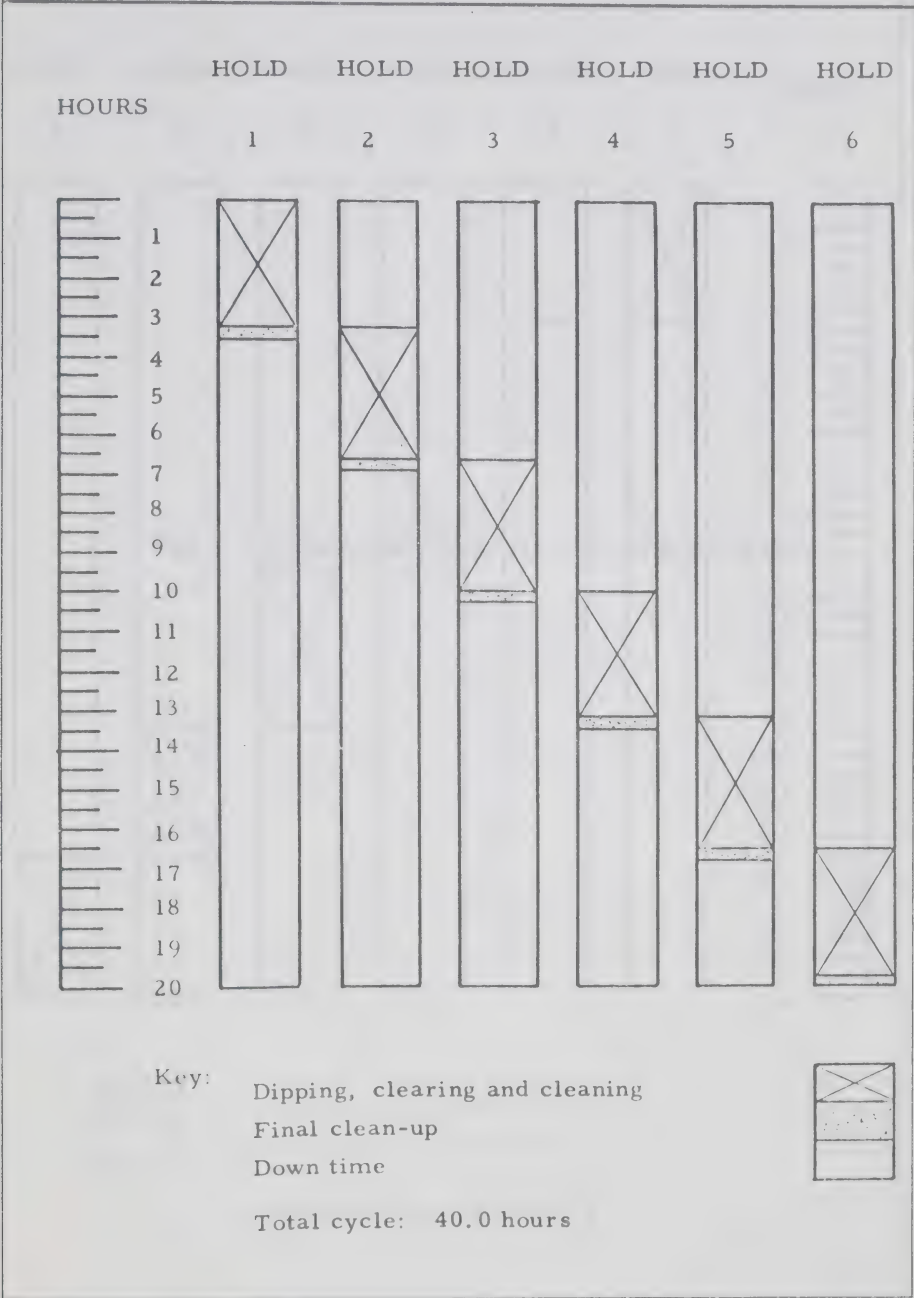 HOLD HOLD HOLD HOLD HOLD HOLD
HOURS
1 2 3 4 5 6
1
2
3
4
5
6
7
8
9
10
11
12
13
14
15
16
17
18
19
20
Key:
Dipping, clearing and cleaning
Final clean-up
Down time
Total cycle: 40.0 hours